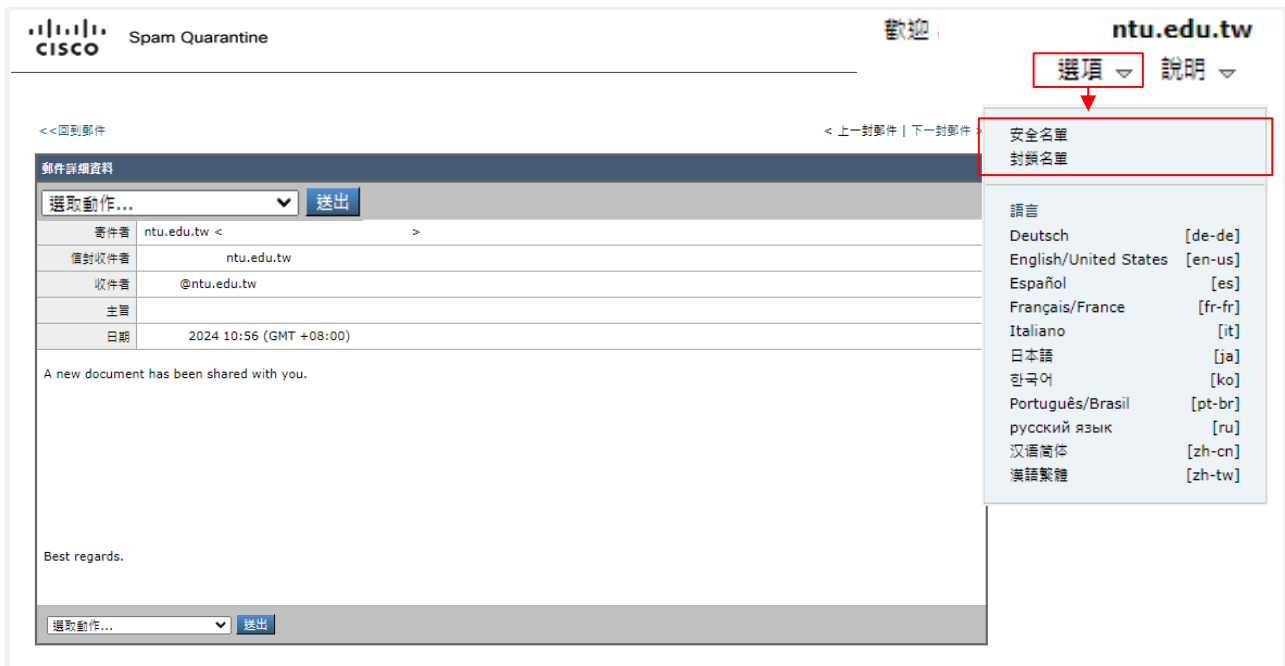 CISCO Spam Quarantine
歡迎 ntu.edu.tw
選項 說明
<<回到郵件
< 上一封郵件 | 下一封郵件 >
安全名單
封鎖名單
郵件詳細資料
選取動作... 送出
寄件者 ntu.edu.tw < >
信封收件者 ntu.edu.tw
收件者 @ntu.edu.tw
主旨
日期 2024 10:56 (GMT +08:00)
A new document has been shared with you.
Best regards.
選取動作... 送出
語言
Deutsch [de-de]
English/United States [en-us]
Español [es]
Français/France [fr-fr]
Italiano [it]
日本語 [ja]
한국어 [ko]
Português/Brasil [pt-br]
русский язык [ru]
汉语简体 [zh-cn]
漢語繁體 [zh-tw]